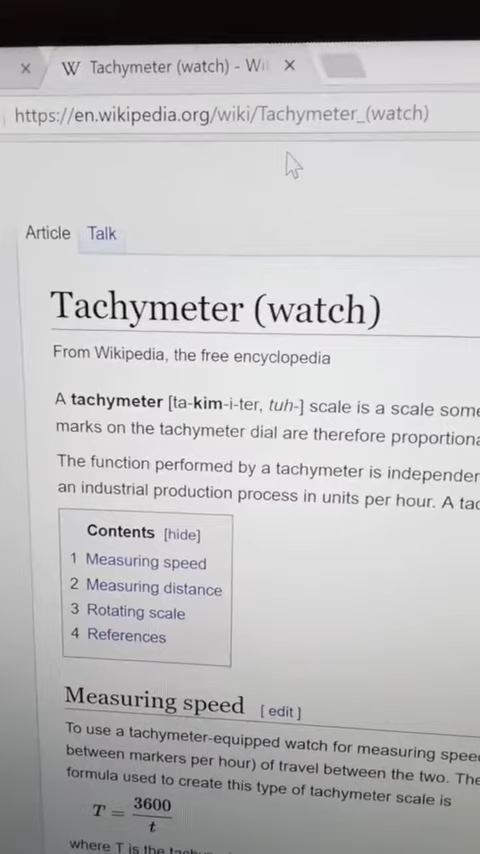 W Tachymeter (watch) - Wi
https://en.wikipedia.org/wiki/Tachymeter_(watch)
Article Talk
Tachymeter (watch)
From Wikipedia, the free encyclopedia
A tachymeter [ta-kim-i-ter, tuh-] scale is a scale some
marks on the tachymeter dial are therefore proportiona
The function performed by a tachymeter is independen
an industrial production process in units per hour. A tac
Contents [hide]
1 Measuring speed
2 Measuring distance
3 Rotating scale
4 References
Measuring speed [ edit ]
To use a tachymeter-equipped watch for measuring spee
between markers per hour) of travel between the two. The
formula used to create this type of tachymeter scale is
T = 3600
t
where T is the